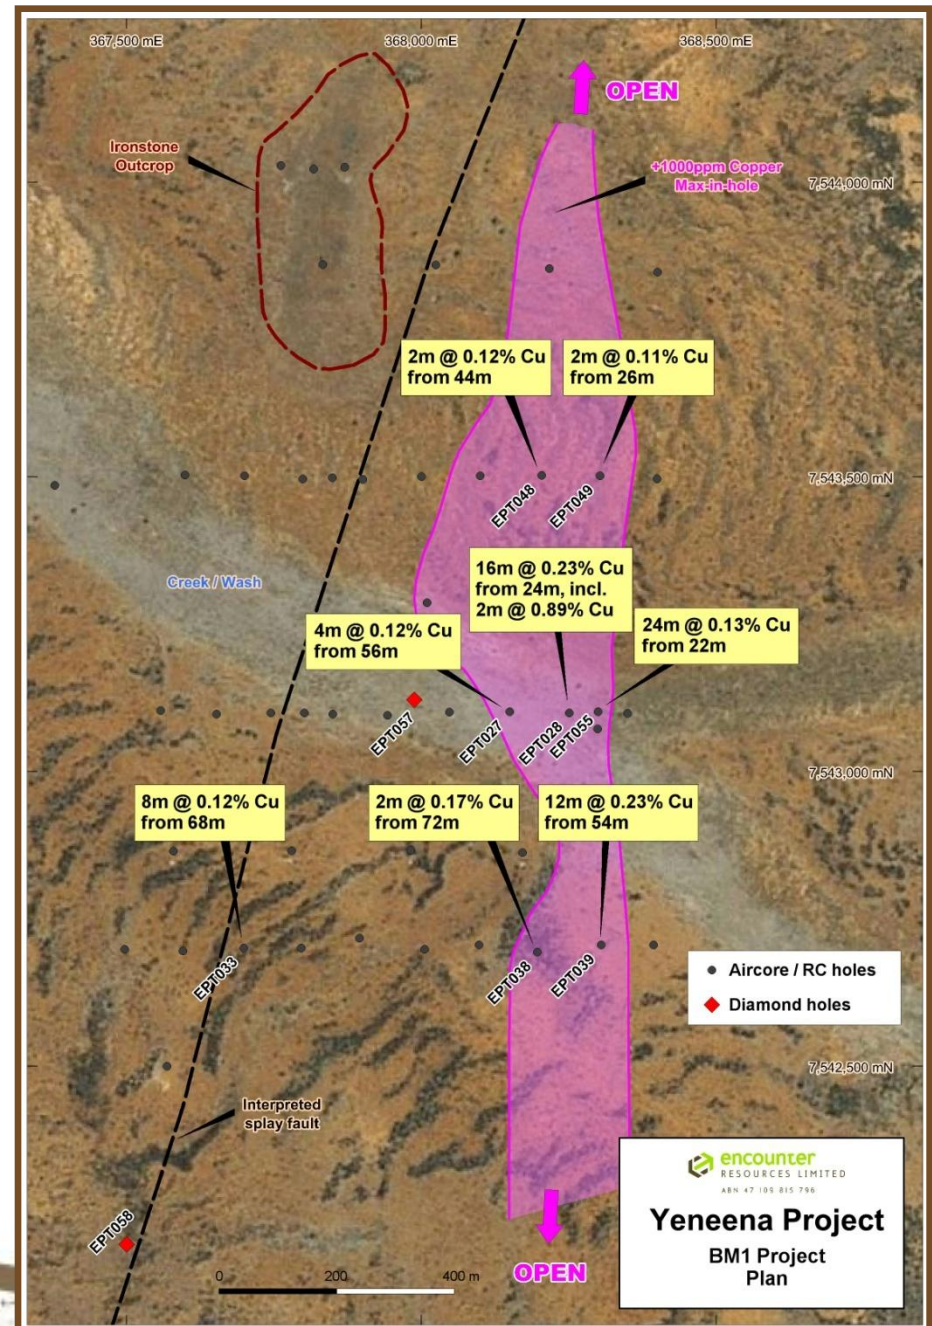 367,500 mE
368,000 mE
368,500 mE
OPEN
Ironstone
Outcrop
+1000ppm Copper
Max-in-hole
7,544,000 mN
2m @ 0.12% Cu
from 44m
2m @ 0.11% Cu
from 26m
7,543,500 mN
EPT048
EPT049
Creek / Wash
16m @ 0.23% Cu
from 24m, incl.
2m @ 0.89% Cu
4m @ 0.12% Cu
from 56m
24m @ 0.13% Cu
from 22m
EPT057
EPT027
EPT028
EPT055
7,543,000 mN
8m @ 0.12% Cu
from 68m
2m @ 0.17% Cu
from 72m
12m @ 0.23% Cu
from 54m
EPT033
EPT038
EPT039
Aircore / RC holes
Diamond holes
7,542,500 mN
Interpreted
splay fault
EPT058
0
200
400 m
OPEN
encounter
RESOURCES LIMITED
ABN 47 109 815 796
Yeneena Project
BM1 Project
Plan